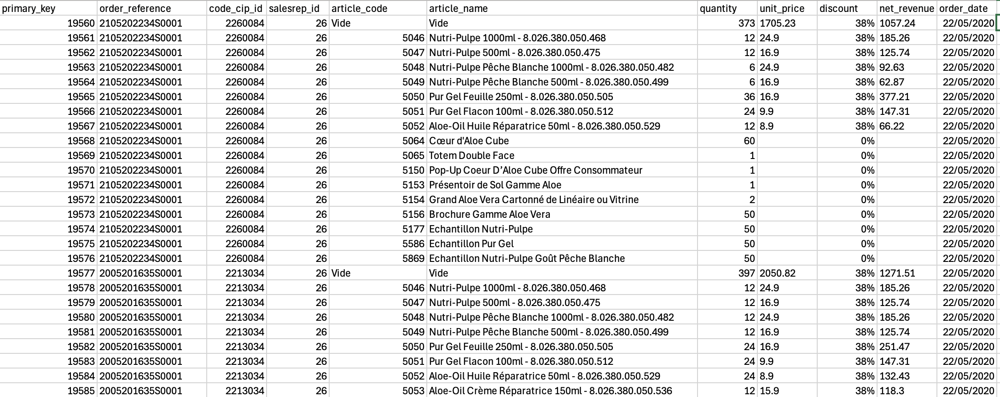 primary_key order_reference code_cip_id salesrep_id article_code article_name quantity unit_price discount net_revenue order_date
19560 2105202234S0001 2260084 26 Vide Vide 373 1705.23 38% 1057.24 22/05/2020
19561 2105202234S0001 2260084 26 5046 Nutri-Pulpe 1000ml - 8.026.380.050.468 12 24.9 38% 185.26 22/05/2020
19562 2105202234S0001 2260084 26 5047 Nutri-Pulpe 500ml - 8.026.380.050.475 12 16.9 38% 125.74 22/05/2020
19563 2105202234S0001 2260084 26 5048 Nutri-Pulpe Pêche Blanche 1000ml - 8.026.380.050.482 6 24.9 38% 92.63 22/05/2020
19564 2105202234S0001 2260084 26 5049 Nutri-Pulpe Pêche Blanche 500ml - 8.026.380.050.499 6 16.9 38% 62.87 22/05/2020
19565 2105202234S0001 2260084 26 5050 Pur Gel Feuille 250ml - 8.026.380.050.505 36 16.9 38% 377.21 22/05/2020
19566 2105202234S0001 2260084 26 5051 Pur Gel Flacon 100ml - 8.026.380.050.512 24 9.9 38% 147.31 22/05/2020
19567 2105202234S0001 2260084 26 5052 Aloe-Oil Huile Réparatrice 50ml - 8.026.380.050.529 12 8.9 38% 66.22 22/05/2020
19568 2105202234S0001 2260084 26 5064 Cœur d'Aloe Cube 60 0% 22/05/2020
19569 2105202234S0001 2260084 26 5065 Totem Double Face 1 0% 22/05/2020
19570 2105202234S0001 2260084 26 5150 Pop-Up Coeur D’Aloe Cube Offre Consommateur 1 0% 22/05/2020
19571 2105202234S0001 2260084 26 5153 Présentoir de Sol Gamme Aloe 1 0% 22/05/2020
19572 2105202234S0001 2260084 26 5154 Grand Aloe Vera Cartonné de Linéaire ou Vitrine 2 0% 22/05/2020
19573 2105202234S0001 2260084 26 5156 Brochure Gamme Aloe Vera 50 0% 22/05/2020
19574 2105202234S0001 2260084 26 5177 Echantillon Nutri-Pulpe 50 0% 22/05/2020
19575 2105202234S0001 2260084 26 5586 Echantillon Pur Gel 50 0% 22/05/2020
19576 2105202234S0001 2260084 26 5869 Echantillon Nutri-Pulpe Goût Pêche Blanche 50 0% 22/05/2020
19577 2005201635S0001 2213034 26 Vide Vide 397 2050.82 38% 1271.51 22/05/2020
19578 2005201635S0001 2213034 26 5046 Nutri-Pulpe 1000ml - 8.026.380.050.468 12 24.9 38% 185.26 22/05/2020
19579 2005201635S0001 2213034 26 5047 Nutri-Pulpe 500ml - 8.026.380.050.475 12 16.9 38% 125.74 22/05/2020
19580 2005201635S0001 2213034 26 5048 Nutri-Pulpe Pêche Blanche 1000ml - 8.026.380.050.482 12 24.9 38% 185.26 22/05/2020
19581 2005201635S0001 2213034 26 5049 Nutri-Pulpe Pêche Blanche 500ml - 8.026.380.050.499 12 16.9 38% 125.74 22/05/2020
19582 2005201635S0001 2213034 26 5050 Pur Gel Feuille 250ml - 8.026.380.050.505 24 16.9 38% 251.47 22/05/2020
19583 2005201635S0001 2213034 26 5051 Pur Gel Flacon 100ml - 8.026.380.050.512 24 9.9 38% 147.31 22/05/2020
19584 2005201635S0001 2213034 26 5052 Aloe-Oil Huile Réparatrice 50ml - 8.026.380.050.529 24 8.9 38% 132.43 22/05/2020
19585 2005201635S0001 2213034 26 5053 Aloe-Oil Crème Réparatrice 150ml - 8.026.380.050.536 12 15.9 38% 118.3 22/05/2020